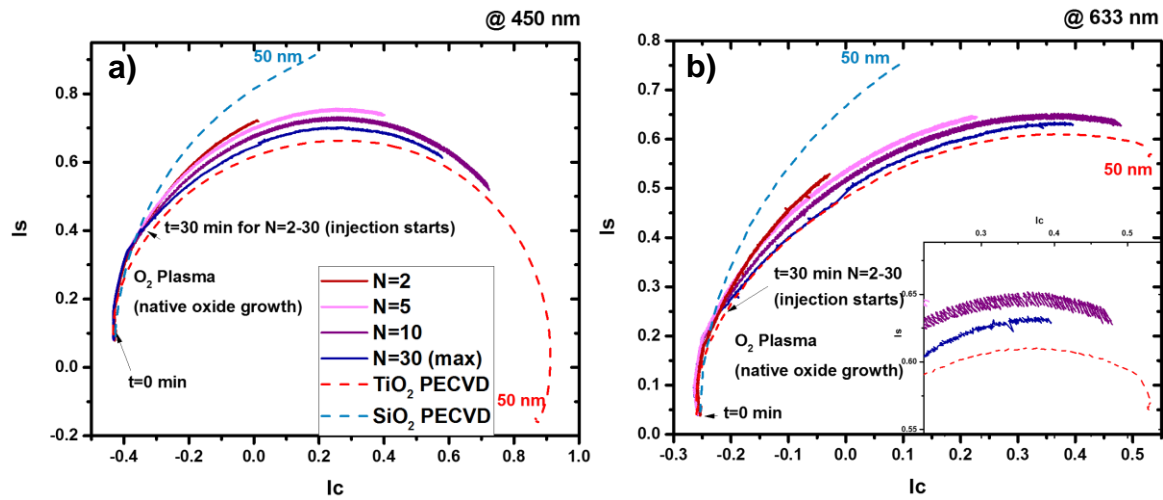 @ 450 nm
a)
50 nm
Is
0.8
0.6
0.4
0.2
0.0
-0.2
t=30 min for N=2-30 (injection starts)
O2 Plasma
(native oxide growth)
t=0 min
N=2
N=5
N=10
N=30 (max)
TiO2 PECVD
SiO2 PECVD
50 nm
-0.4 -0.2 0.0 0.2 0.4 0.6 0.8 1.0
Ic
@ 633 nm
b)
50 nm
Is
0.8
0.7
0.6
0.5
0.4
0.3
0.2
0.1
0.0
50 nm
t=30 min N=2-30
(injection starts)
O2 Plasma
(native oxide growth)
t=0 min
Ic
0.3 0.4 0.5
Is
0.65
0.60
0.55
-0.3 -0.2 -0.1 0.0 0.1 0.2 0.3 0.4 0.5
Ic